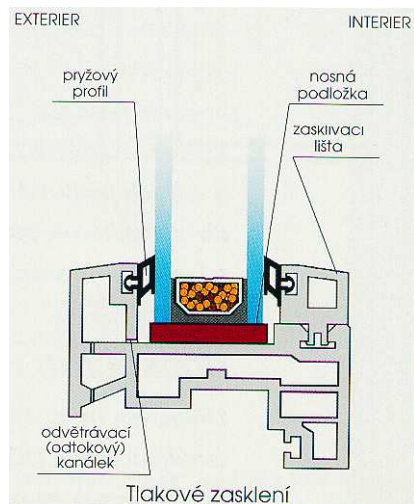 EXTERIER
INTERIER
pryžový
profil
nosná
podložka
zasklívací
lišta
odvětrávací
(odtokový)
kanálek
Tlakové zasklení